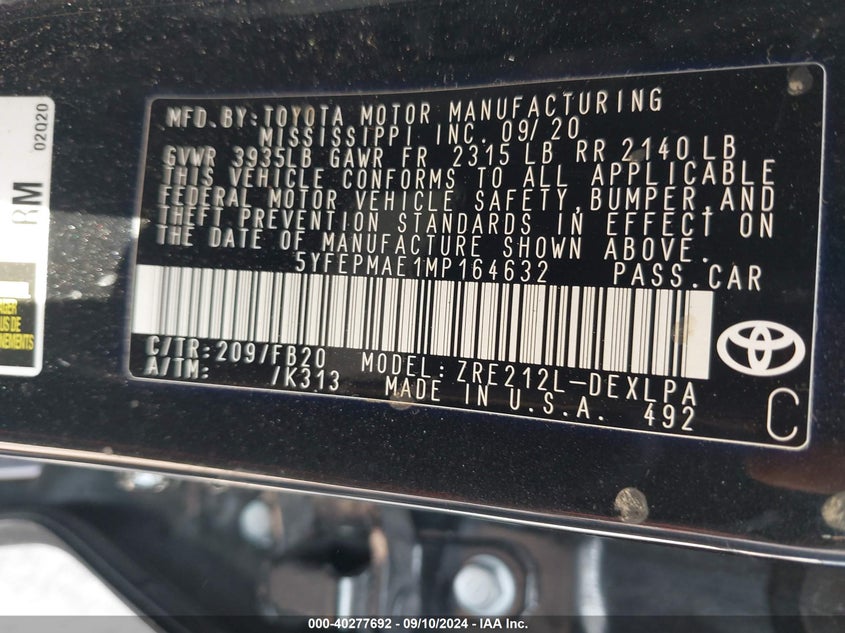 02020
RM
MFD. BY: TOYOTA MOTOR MANUFACTURING
MISSISSIPPI, INC. 09/20
GVWR 3935LB GAWR FR 2315 LB RR 2140 LB
THIS VEHICLE CONFORMS TO ALL APPLICABLE
FEDERAL MOTOR VEHICLE SAFETY, BUMPER, AND
THEFT PREVENTION STANDARDS IN EFFECT ON
THE DATE OF MANUFACTURE SHOWN ABOVE.
5YFEPMAE1MP164632 PASS. CAR
C/TR: 209/FB20 MODEL: ZRE212L-DEXLPA
A/TM: /K313 MADE IN U.S.A. 492
C
000-40277692 - 09/10/2024 - IAA Inc.